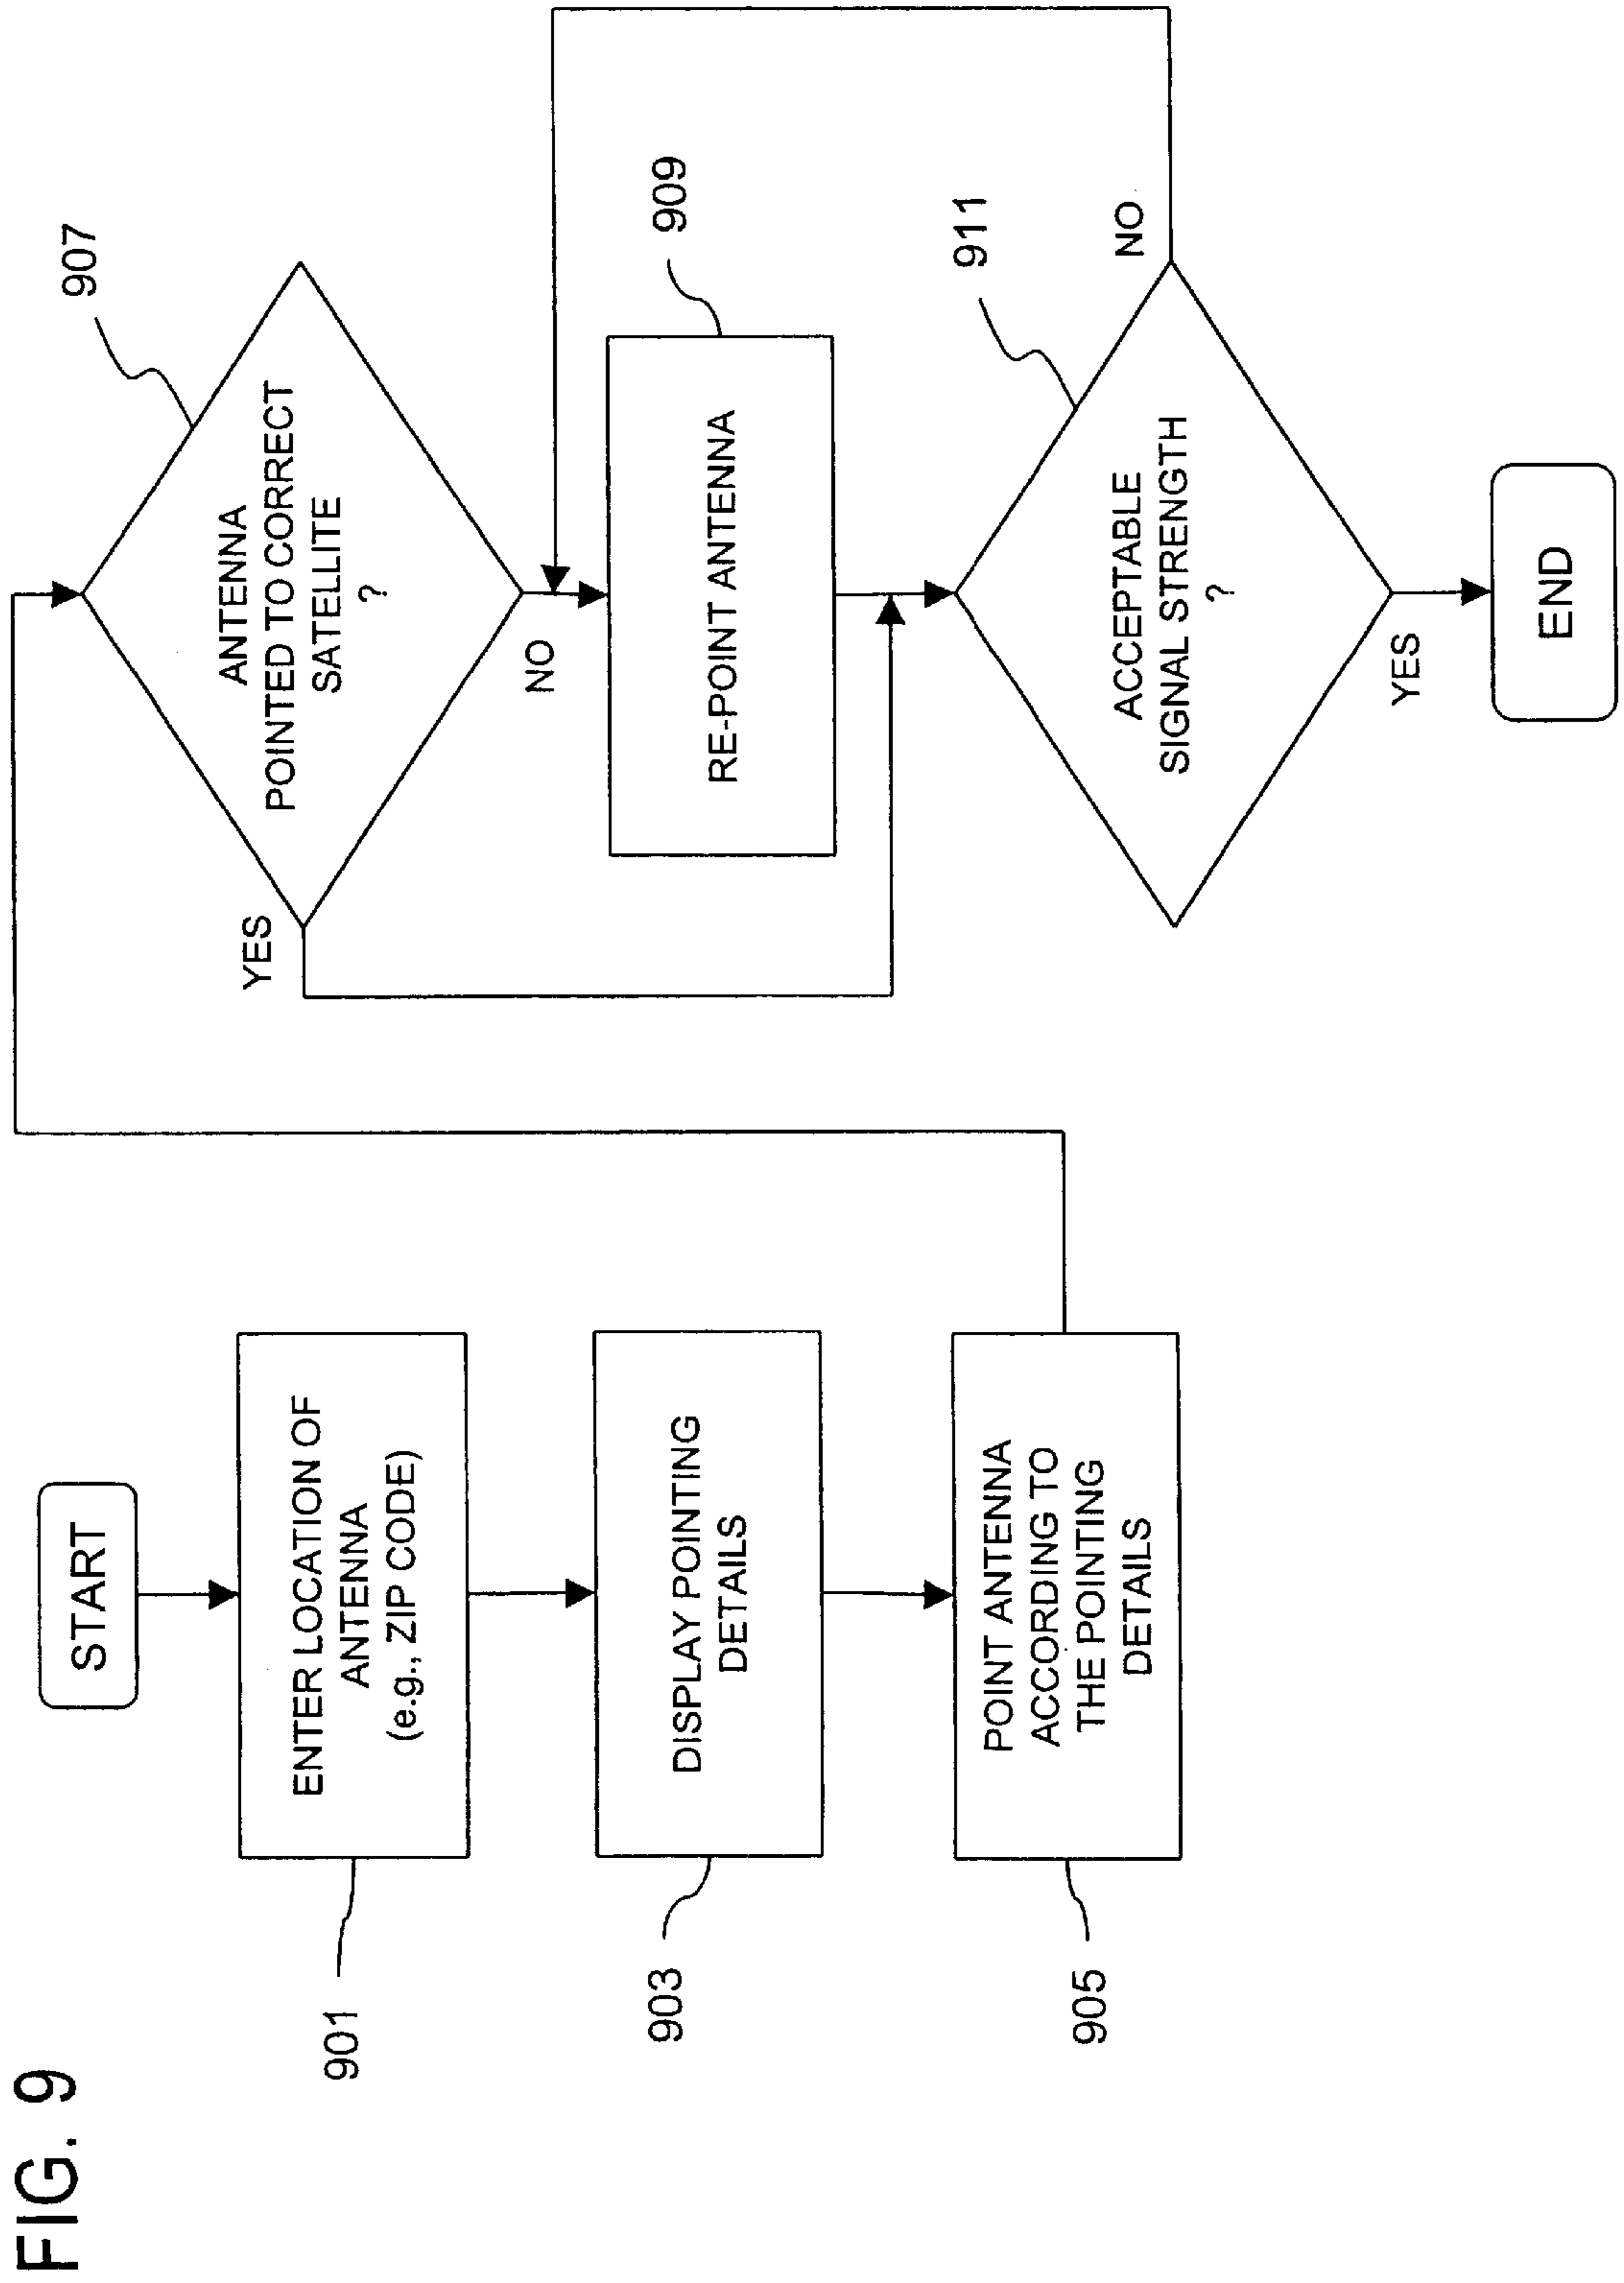 FIG. 9
START
ENTER LOCATION OF
ANTENNA
(e.g., ZIP CODE)
901
DISPLAY POINTING
DETAILS
903
POINT ANTENNA
ACCORDING TO
THE POINTING
DETAILS
905
ANTENNA
POINTED TO CORRECT
SATELLITE
?
907
YES
NO
RE-POINT ANTENNA
909
ACCEPTABLE
SIGNAL STRENGTH
?
911
NO
YES
END